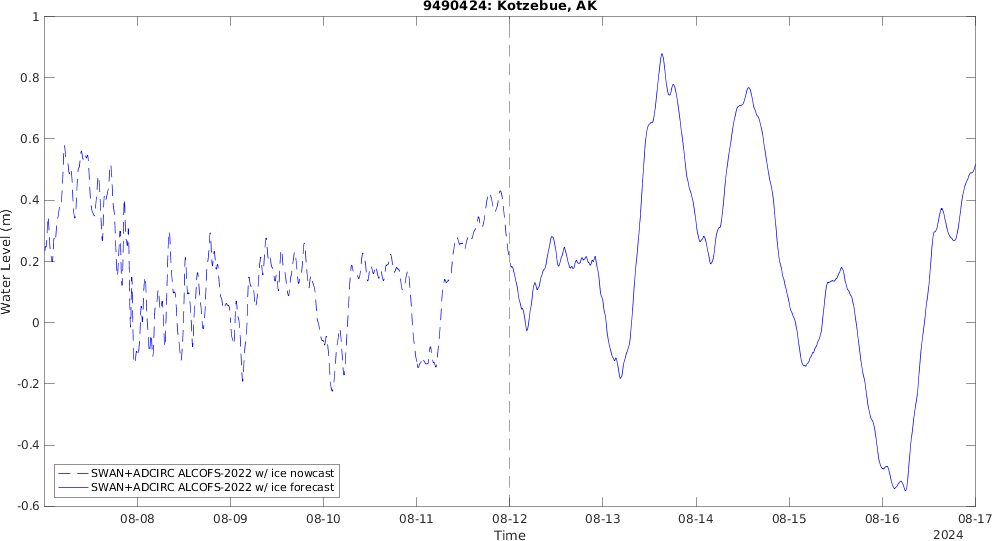 9490424: Kotzebue, AK
Water Level (m)
1
0.8
0.6
0.4
0.2
0
-0.2
-0.4
-0.6
SWAN+ADCIRC ALCOFS-2022 w/ ice nowcast
SWAN+ADCIRC ALCOFS-2022 w/ ice forecast
08-08 08-09 08-10 08-11 08-12 08-13 08-14 08-15 08-16 08-17
Time
2024